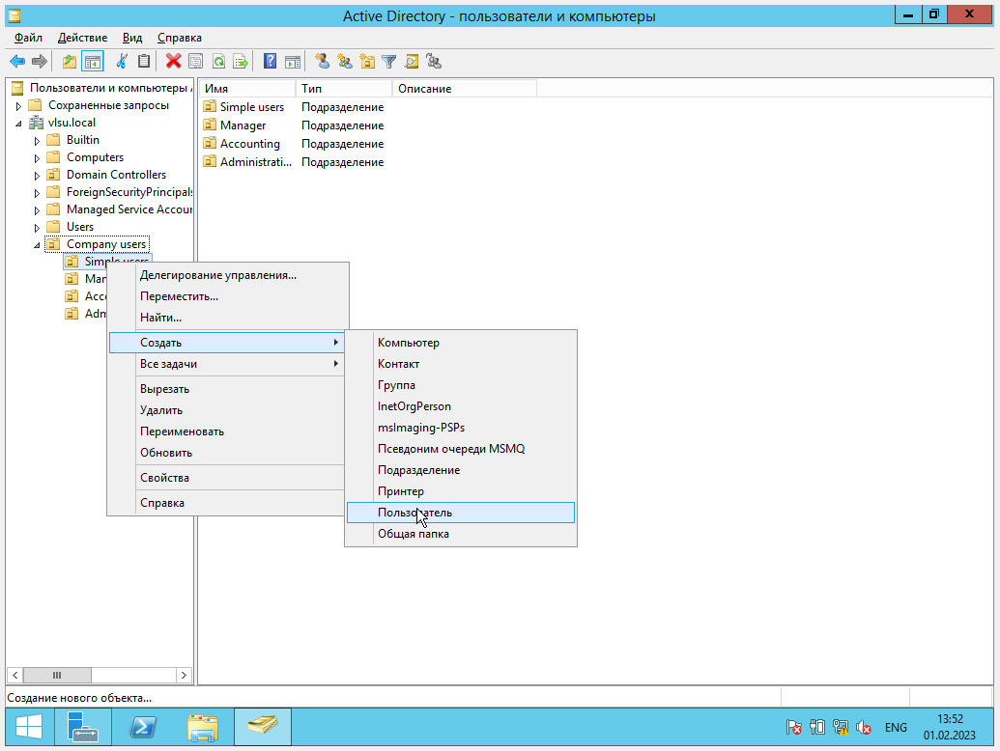 Active Directory - пользователи и компьютеры
Файл Действие Вид Справка
Пользователи и компьютеры
Сохраненные запросы
vlsu.local
Builtin
Computers
Domain Controllers
ForeignSecurityPrincipals
Managed Service Accour
Users
Company users
Simple users
Mar
Acco
Adm
Имя Тип Описание
Simple users Подразделение
Manager Подразделение
Accounting Подразделение
Administrati... Подразделение
Делегирование управления...
Переместить...
Найти...
Создать
Все задачи
Вырезать
Удалить
Переименовать
Обновить
Свойства
Справка
Компьютер
Контакт
Группа
InetOrgPerson
msImaging-PSPs
Псевдоним очереди MSMQ
Подразделение
Принтер
Пользователь
Общая папка
Создание нового объекта...
ENG
13:52
01.02.2023